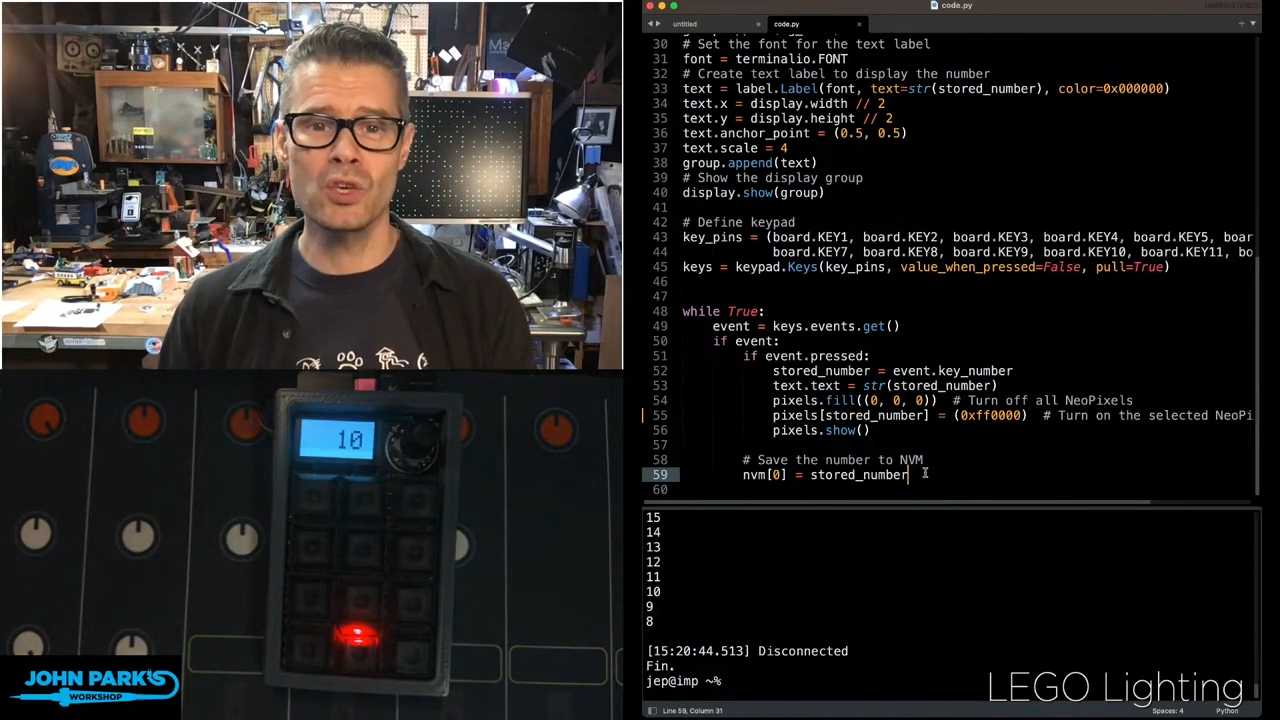 code.py
UNREGISTERED
untitled
code.py
30 # Set the font for the text label
31 font = terminalio.FONT
32 # Create text label to display the number
33 text = label.Label(font, text=str(stored_number), color=0x000000)
34 text.x = display.width // 2
35 text.y = display.height // 2
36 text.anchor_point = (0.5, 0.5)
37 text.scale = 4
38 group.append(text)
39 # Show the display group
40 display.show(group)
41
42 # Define keypad
43 key_pins = (board.KEY1, board.KEY2, board.KEY3, board.KEY4, board.KEY5, boar
44 board.KEY7, board.KEY8, board.KEY9, board.KEY10, board.KEY11, bo
45 keys = keypad.Keys(key_pins, value_when_pressed=False, pull=True)
46
47
48 while True:
49 event = keys.events.get()
50 if event:
51 if event.pressed:
52 stored_number = event.key_number
53 text.text = str(stored_number)
54 pixels.fill((0, 0, 0)) # Turn off all NeoPixels
55 pixels[stored_number] = (0xff0000) # Turn on the selected NeoPi
56 pixels.show()
57
58 # Save the number to NVM
59 nvm[0] = stored_number
60
15
14
13
12
11
10
9
8
[15:20:44.513] Disconnected
Fin.
jep@imp ~%
Line 59, Column 31
Spaces: 4
Python
10
JOHN PARK'S
WORKSHOP
LEGO Lighting